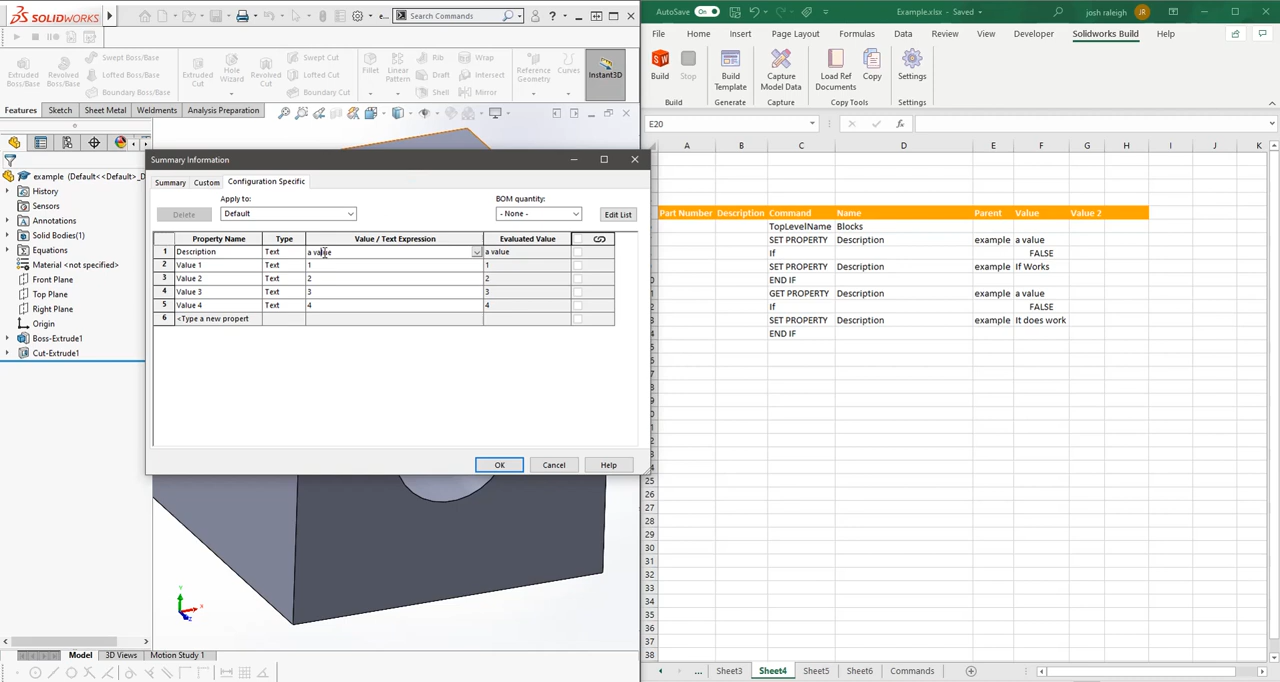 SOLIDWORKS
e...
Search Commands
?
Extruded Boss/Base
Revolved Boss/Base
Swept Boss/Base
Lofted Boss/Base
Boundary Boss/Base
Extruded Cut
Hole Wizard
Revolved Cut
Swept Cut
Lofted Cut
Boundary Cut
Fillet
Linear Pattern
Rib
Draft
Shell
Wrap
Intersect
Mirror
Reference Geometry
Curves
Instant3D
Features
Sketch
Sheet Metal
Weldments
Analysis Preparation
example (Default<<Default>_D
History
Sensors
Annotations
Solid Bodies(1)
Equations
Material <not specified>
Front Plane
Top Plane
Right Plane
Origin
Boss-Extrude1
Cut-Extrude1
Model
3D Views
Motion Study 1
Summary Information
Summary
Custom
Configuration Specific
Apply to:
BOM quantity:
Delete
Default
- None -
Edit List
Property Name Type Value / Text Expression Evaluated Value
1 Description Text a value a value
2 Value 1 Text 1 1
3 Value 2 Text 2 2
4 Value 3 Text 3 3
5 Value 4 Text 4 4
6 <Type a new propert
OK
Cancel
Help
AutoSave On
Example.xlsx - Saved
josh raleigh JR
File
Home
Insert
Page Layout
Formulas
Data
Review
View
Developer
Solidworks Build
Help
Build
Stop
Build Template
Capture Model Data
Load Ref Documents
Copy
Settings
Build
Generate
Capture
Copy Tools
Settings
E20
fx
A B C D E F G H I J K
Part Number Description Command Name Parent Value Value 2
TopLevelName Blocks
SET PROPERTY Description example a value
If FALSE
SET PROPERTY Description example If Works
END IF
GET PROPERTY Description example a value
If FALSE
SET PROPERTY Description example It does work
END IF
25
26
27
28
29
30
31
32
33
34
35
36
37
38
...
Sheet3
Sheet4
Sheet5
Sheet6
Commands